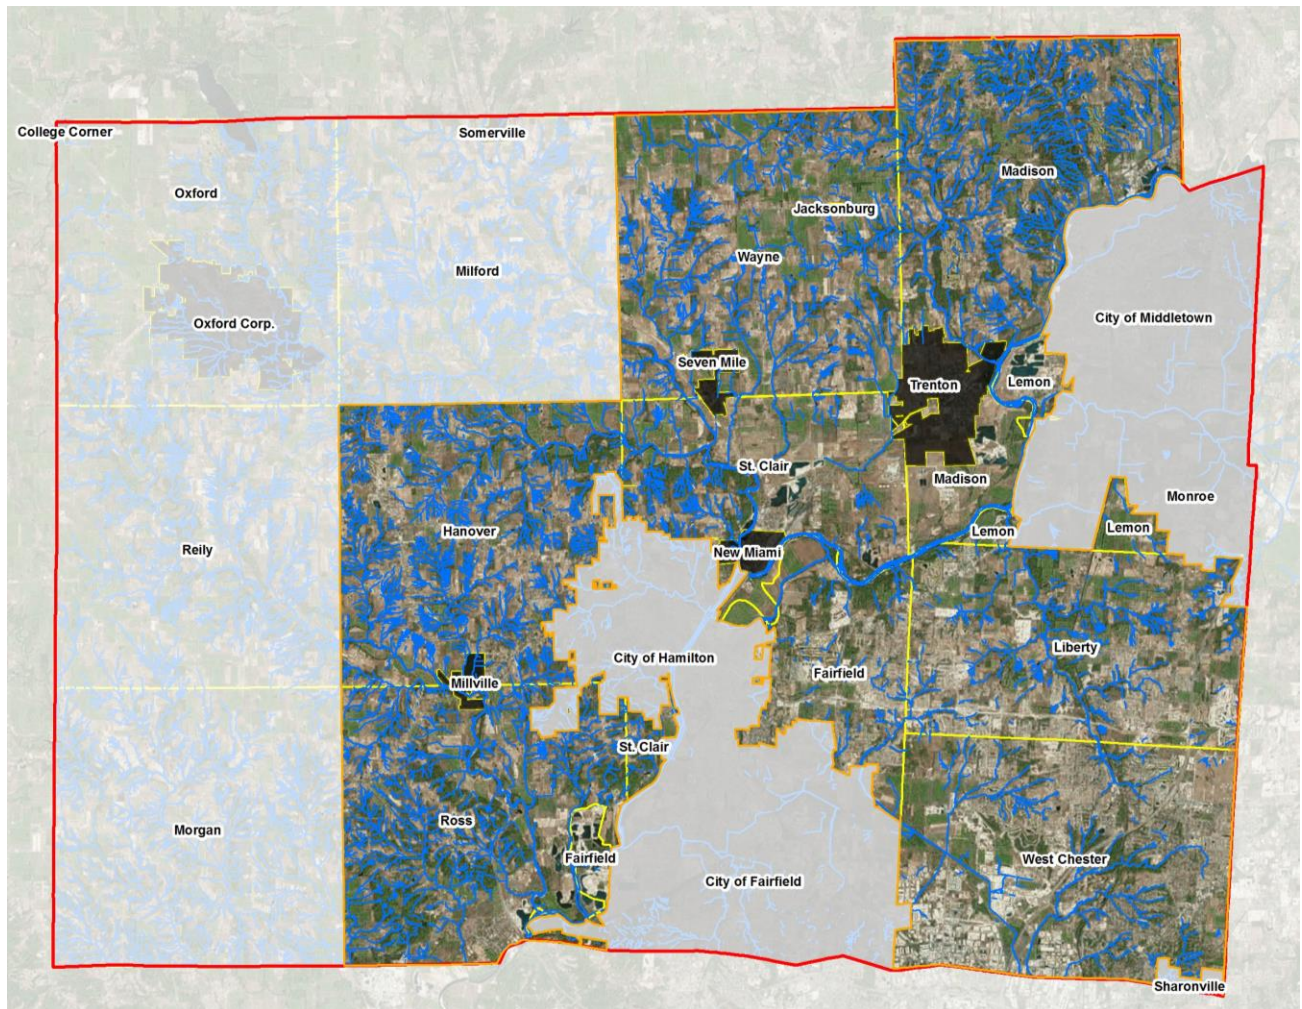 College Corner
Somerville
Madison
Oxford
Jacksonburg
Wayne
Milford
City of Middletown
Oxford Corp.
Seven Mile
Trenton
Lemon
St. Clair
Madison
Monroe
Hanover
Lemon
Lemon
Reily
New Miami
Liberty
City of Hamilton
Fairfield
Millville
St. Clair
Ross
Morgan
Fairfield
West Chester
City of Fairfield
Sharonville